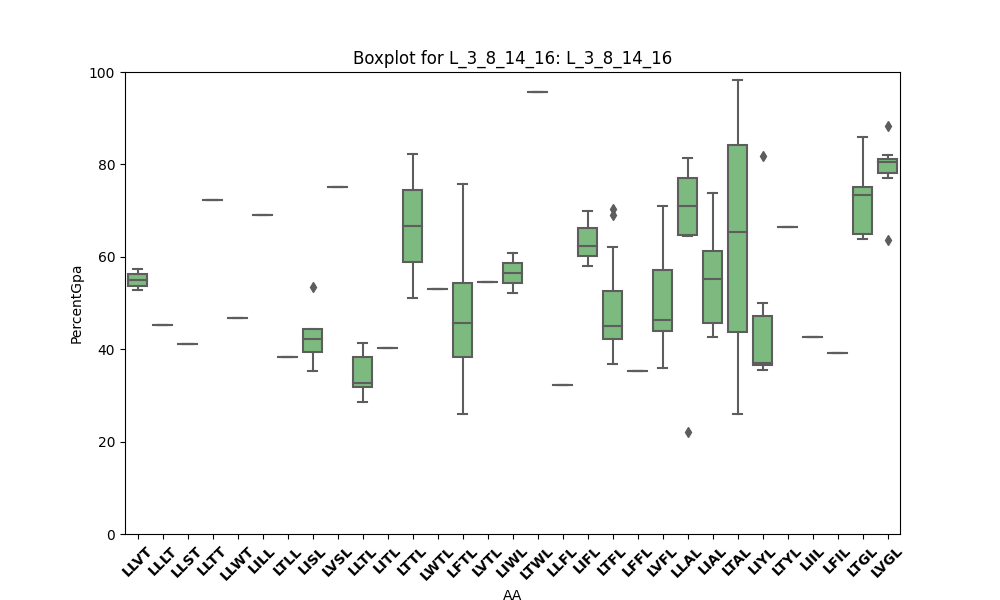 Boxplot for L_3_8_14_16: L_3_8_14_16
PercentGpa
100
80
60
40
20
0
LLVT LLLT LLST LLTT LLWT LILL LTLL LISL LVSL LLTL LITL LTTL LWTL LFTL LVTL LIWL LTWL LLFL LIFL LTFL LFFL LVFL LLAL LIAL LTAL LIYL LTYL LIIL LFIL LTGL LVGL
AA